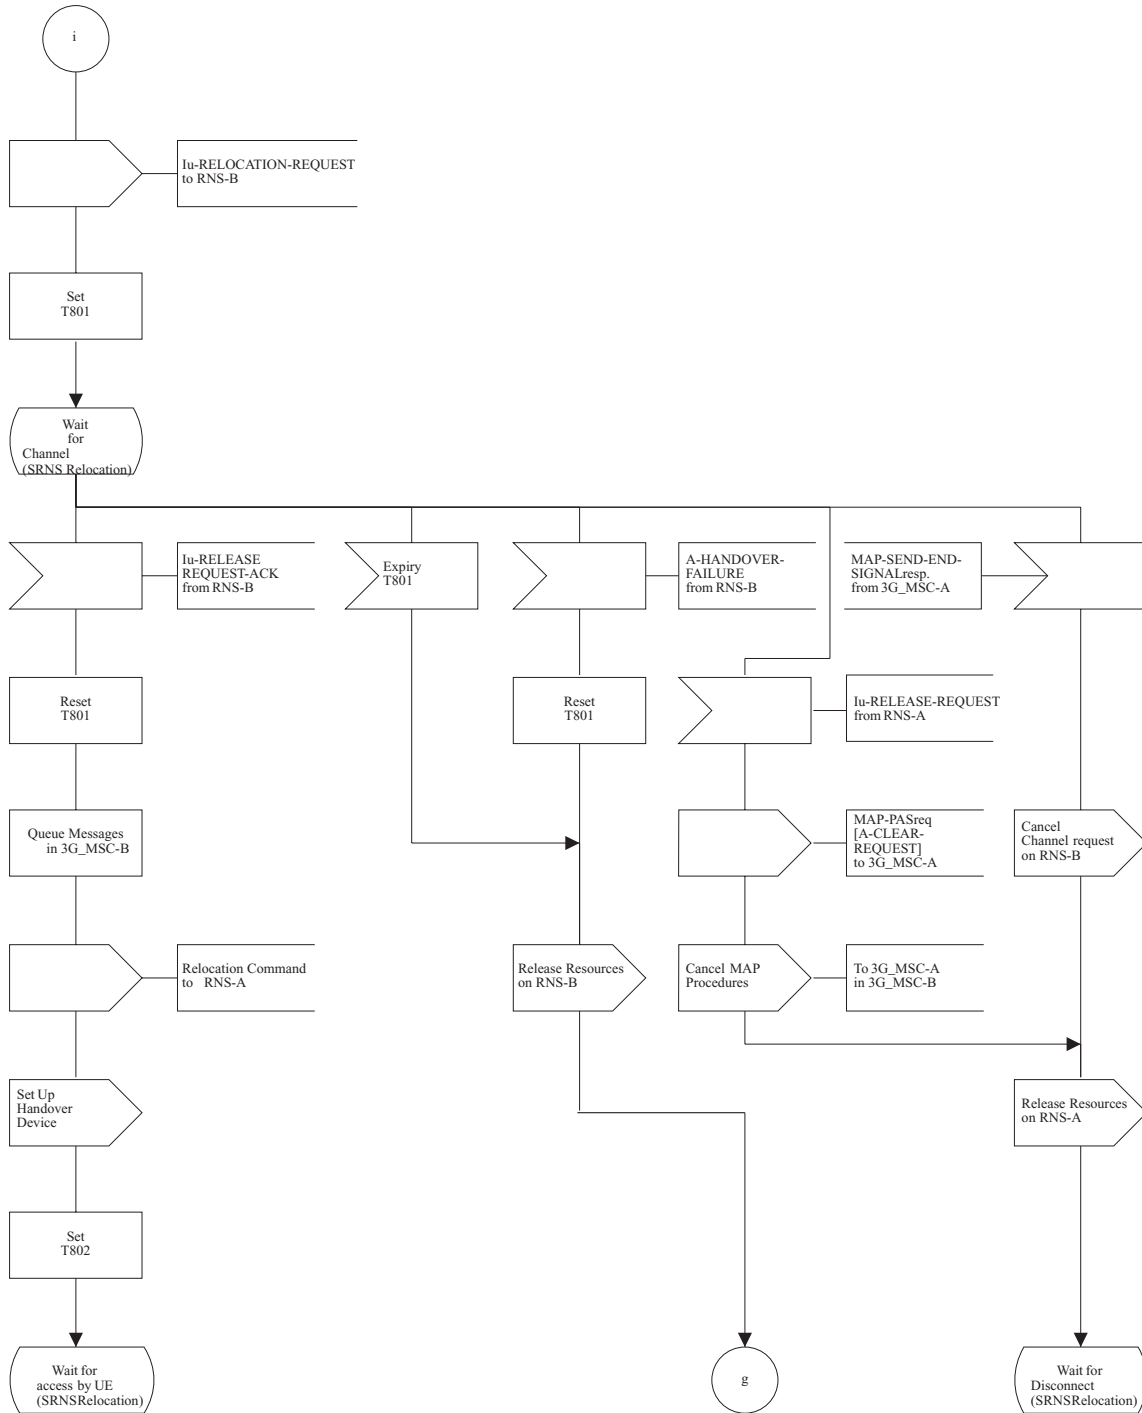 i
Iu-RELOCATION-REQUEST
to RNS-B
Set
T801
Wait
for
Channel
(SRNS Relocation)
Iu-RELEASE
REQUEST-ACK
from RNS-B
Expiry
T801
A-HANDOVER-
FAILURE
from RNS-B
MAP-SEND-END-
SIGNALresp.
from 3G_MSC-A
Reset
T801
Reset
T801
Iu-RELEASE-REQUEST
from RNS-A
Queue Messages
in 3G_MSC-B
MAP-PASreq
[A-CLEAR-
REQUEST]
to 3G_MSC-A
Cancel
Channel request
on RNS-B
Relocation Command
to RNS-A
Release Resources
on RNS-B
Cancel MAP
Procedures
To 3G_MSC-A
in 3G_MSC-B
Set Up
Handover
Device
Release Resources
on RNS-A
Set
T802
Wait for
access by UE
(SRNSRelocation)
g
Wait for
Disconnect
(SRNSRelocation)